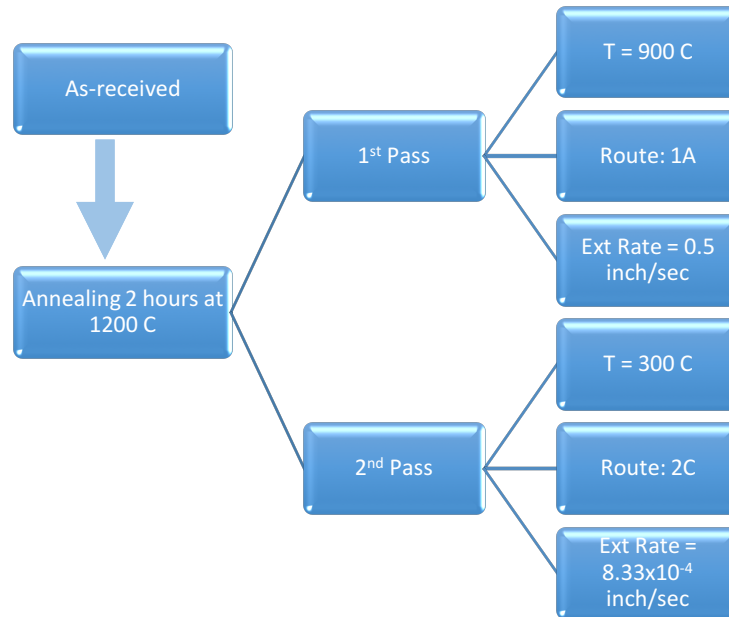 As-received
Annealing 2 hours at
1200 C
1st Pass
T = 900 C
Route: 1A
Ext Rate = 0.5
inch/sec
2nd Pass
T = 300 C
Route: 2C
Ext Rate =
8.33x10-4
inch/sec